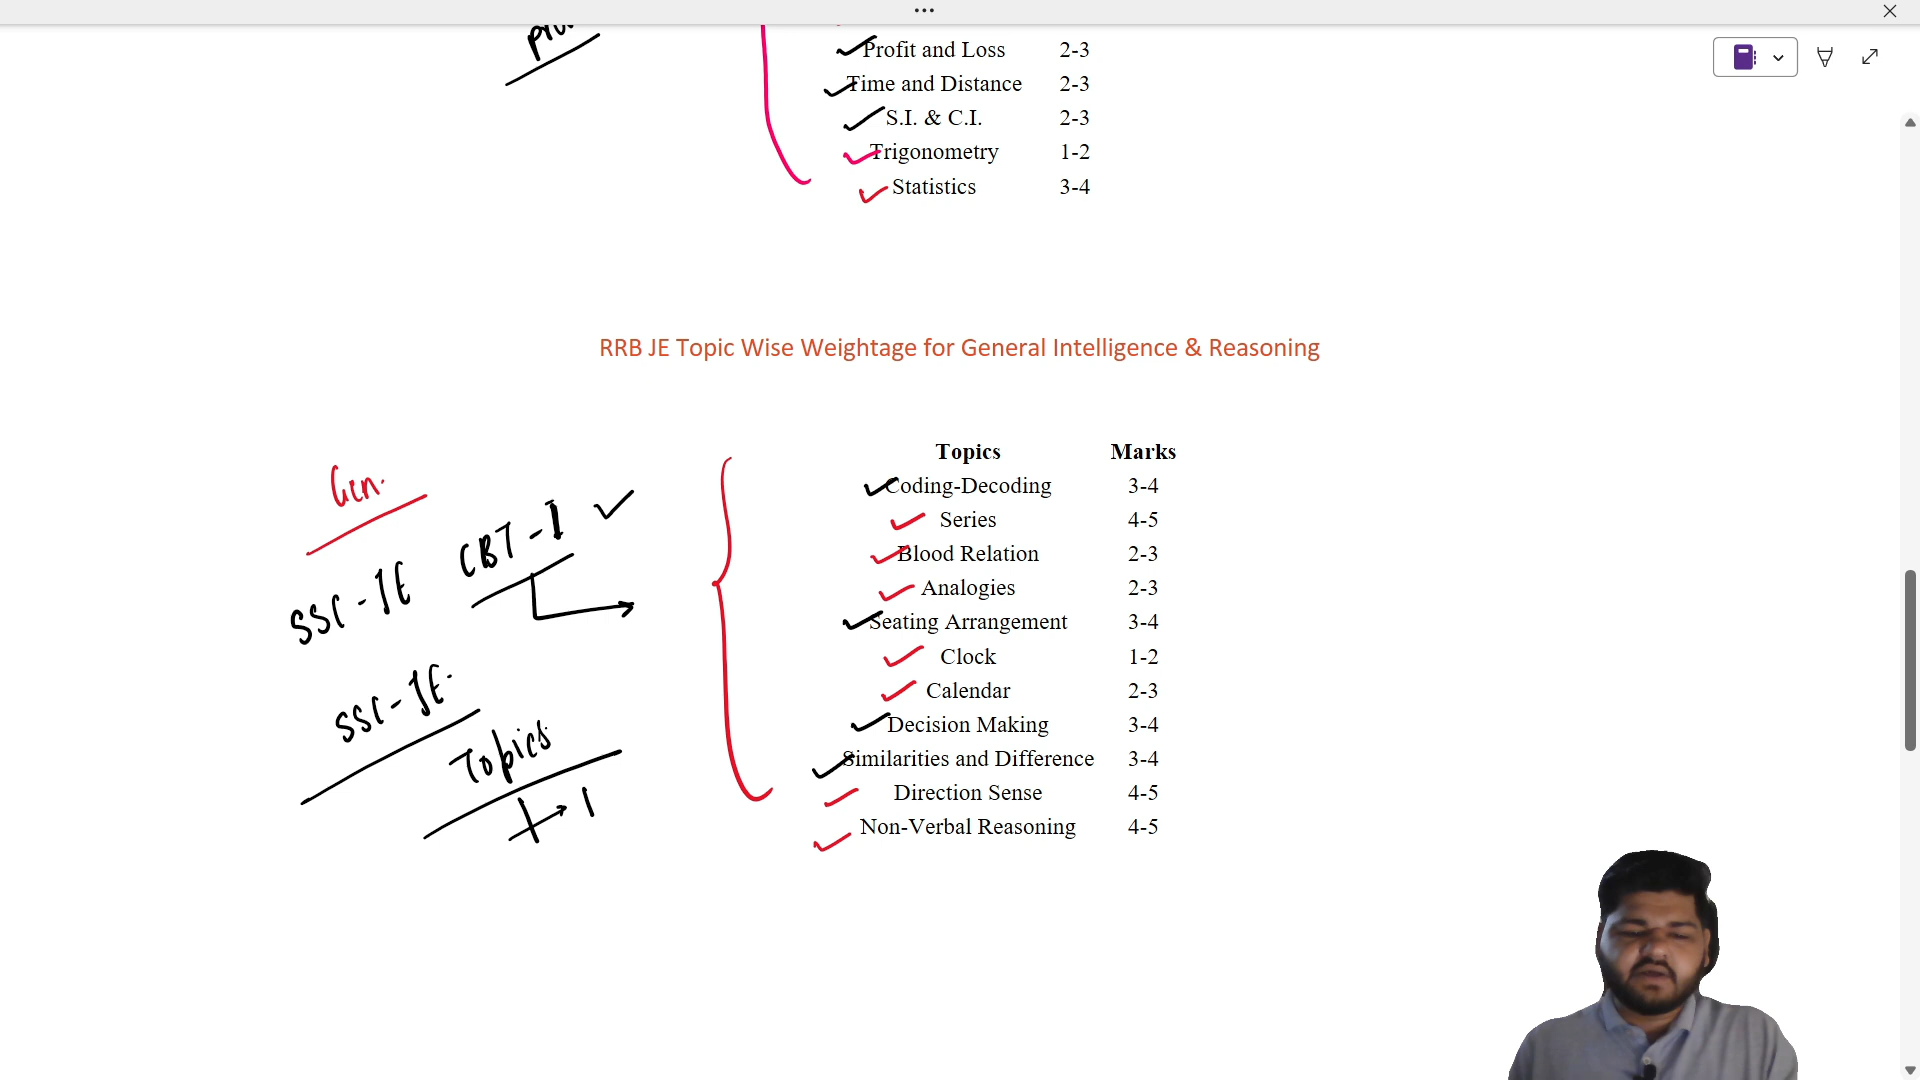 Profit and Loss 2-3
Time and Distance 2-3
S.I. & C.I. 2-3
Trigonometry 1-2
Statistics 3-4
RRB JE Topic Wise Weightage for General Intelligence & Reasoning
Topics Marks
Coding-Decoding 3-4
Series 4-5
Blood Relation 2-3
Analogies 2-3
Seating Arrangement 3-4
Clock 1-2
Calendar 2-3
Decision Making 3-4
Similarities and Difference 3-4
Direction Sense 4-5
Non-Verbal Reasoning 4-5
Gen.
SSC-JE CBT-I
SSC-JE.
Topics